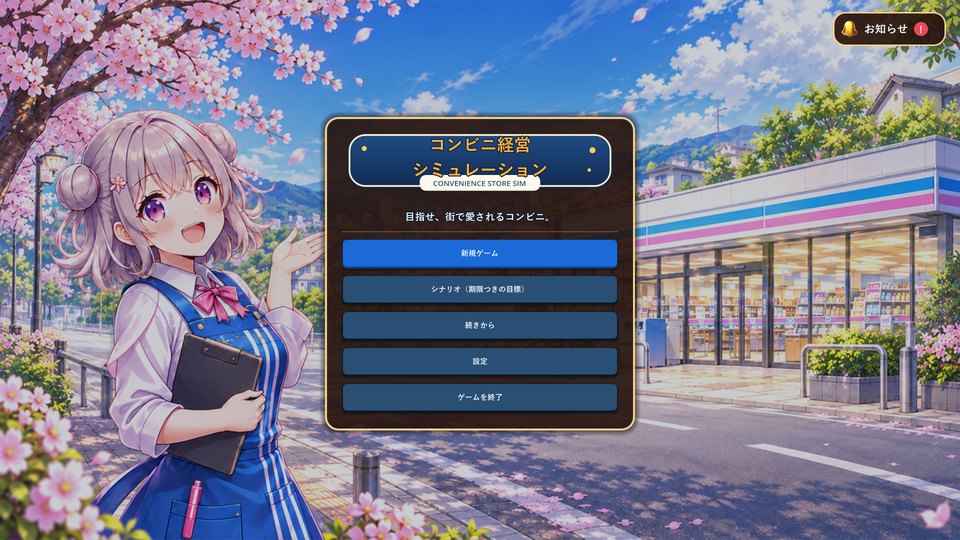 お知らせ !
コンビニ経営
シミュレーション
CONVENIENCE STORE SIM
目指せ、街で愛されるコンビニ。
新規ゲーム
シナリオ（期限つきの目標）
続きから
設定
ゲームを終了